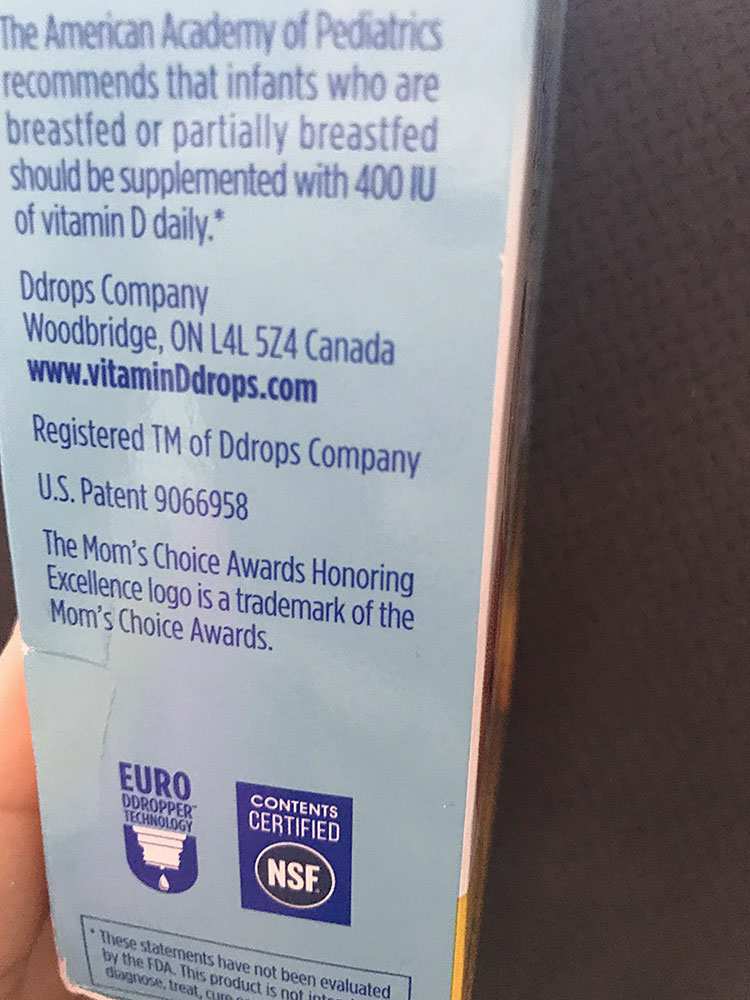 The American Academy of Pediatrics
recommends that infants who are
breastfed or partially breastfed
should be supplemented with 400 IU
of vitamin D daily.*
Ddrops Company
Woodbridge, ON L4L 5Z4 Canada
www.vitaminDdrops.com
Registered TM of Ddrops Company
U.S. Patent 9066958
The Mom's Choice Awards Honoring
Excellence logo is a trademark of the
Mom's Choice Awards.
EURO
DDROPPER™
TECHNOLOGY
CONTENTS
CERTIFIED
NSF
* These statements have not been evaluated
by the FDA. This product is not
diagnose, treat, cure